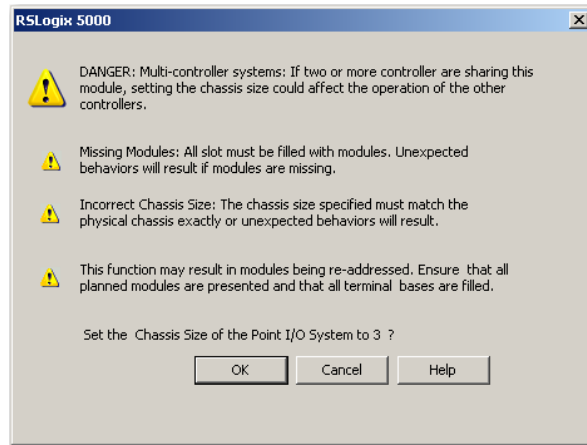 RSLogix 5000
DANGER: Multi-controller systems: If two or more controller are sharing this
module, setting the chassis size could affect the operation of the other
controllers.
Missing Modules: All slot must be filled with modules. Unexpected
behaviors will result if modules are missing.
Incorrect Chassis Size: The chassis size specified must match the
physical chassis exactly or unexpected behaviors will result.
This function may result in modules being re-addressed. Ensure that all
planned modules are presented and that all terminal bases are filled.
Set the Chassis Size of the Point I/O System to 3 ?
OK Cancel Help